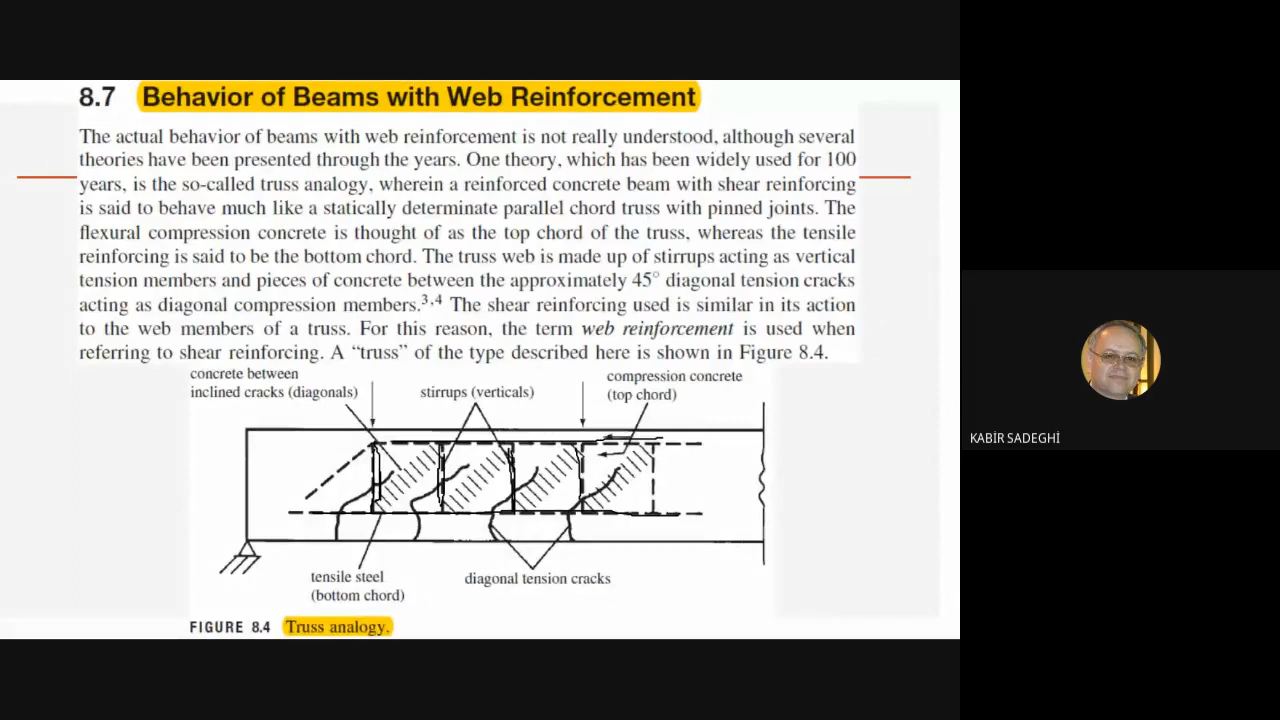 8.7 Behavior of Beams with Web Reinforcement
The actual behavior of beams with web reinforcement is not really understood, although several
theories have been presented through the years. One theory, which has been widely used for 100
years, is the so-called truss analogy, wherein a reinforced concrete beam with shear reinforcing
is said to behave much like a statically determinate parallel chord truss with pinned joints. The
flexural compression concrete is thought of as the top chord of the truss, whereas the tensile
reinforcing is said to be the bottom chord. The truss web is made up of stirrups acting as vertical
tension members and pieces of concrete between the approximately 45° diagonal tension cracks
acting as diagonal compression members.3,4 The shear reinforcing used is similar in its action
to the web members of a truss. For this reason, the term web reinforcement is used when
referring to shear reinforcing. A “truss” of the type described here is shown in Figure 8.4.
concrete between
inclined cracks (diagonals)
stirrups (verticals)
compression concrete
(top chord)
tensile steel
(bottom chord)
diagonal tension cracks
FIGURE 8.4 Truss analogy.
KABİR SADEGHİ